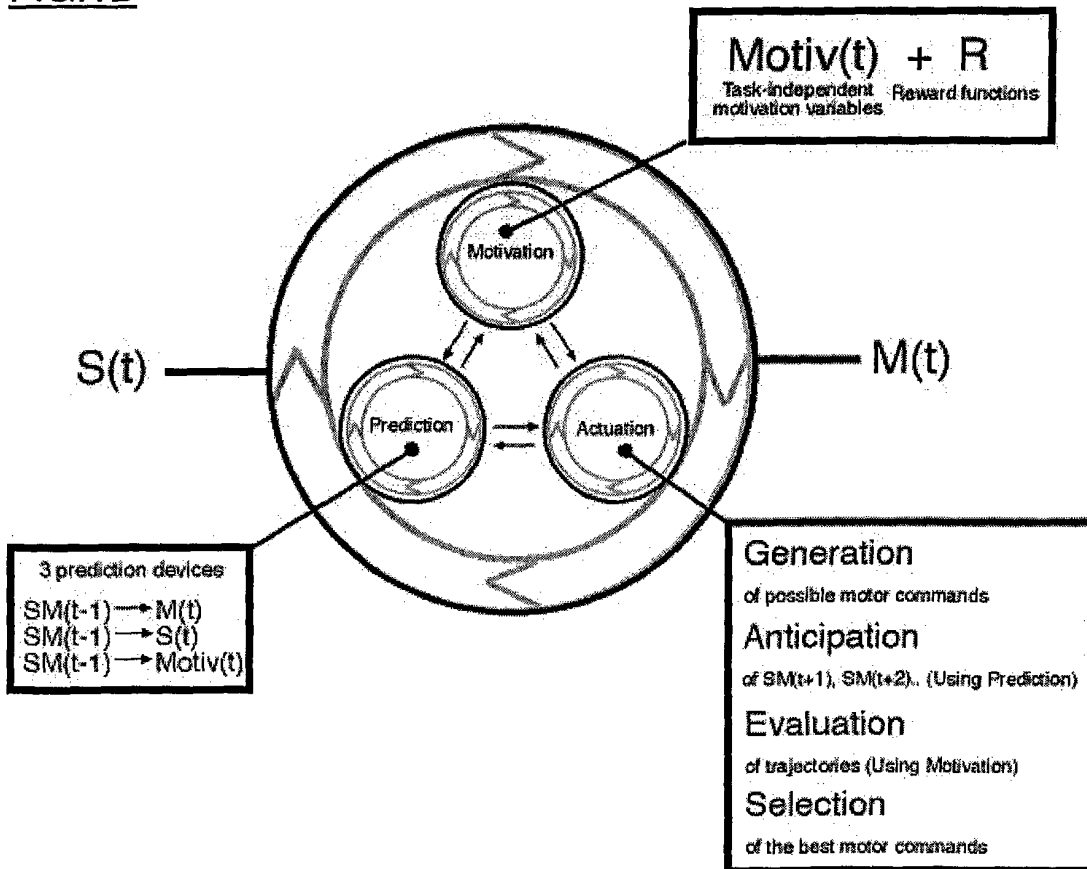 Motiv(t) + R
Task-independent Reward functions
motivation variables
Motivation
S(t)
M(t)
Prediction
Actuation
3 prediction devices
SM(t-1) → M(t)
SM(t-1) → S(t)
SM(t-1) → Motiv(t)
Generation
of possible motor commands
Anticipation
of SM(t+1), SM(t+2).. (Using Prediction)
Evaluation
of trajectories (Using Motivation)
Selection
of the best motor commands